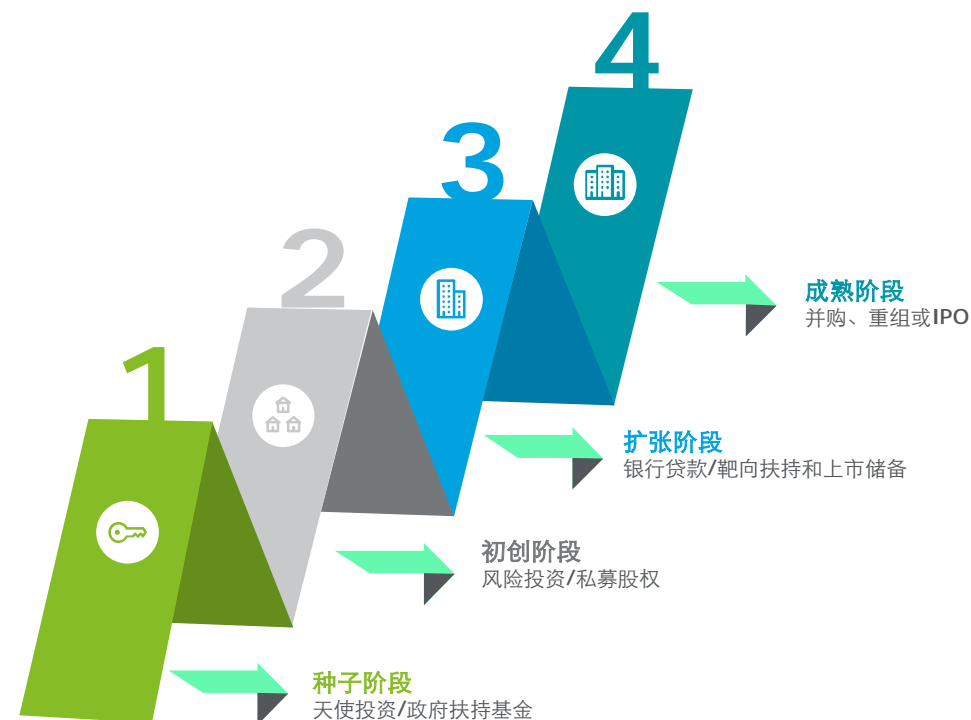 4
3
2
1
成熟阶段
并购、重组或IPO
扩张阶段
银行贷款/靶向扶持和上市储备
初创阶段
风险投资/私募股权
种子阶段
天使投资/政府扶持基金